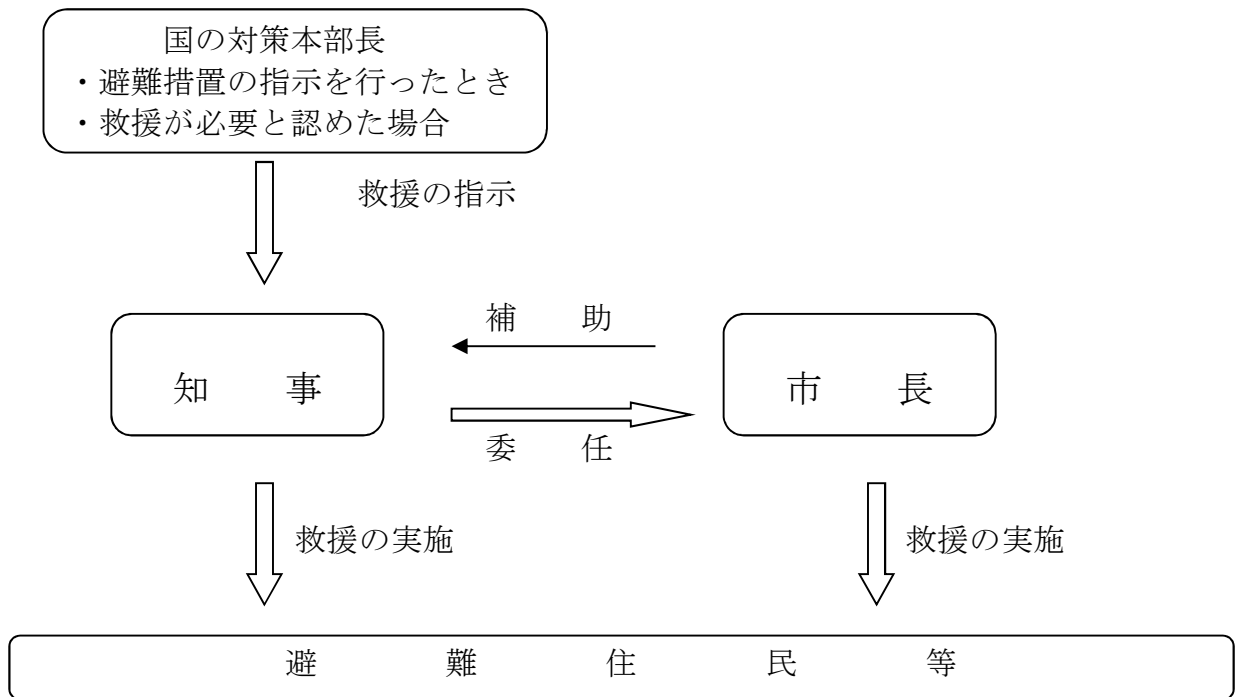 国の対策本部長
・避難措置の指示を行ったとき
・救援が必要と認めた場合
救援の指示
補 助
知 事
市 長
委 任
救援の実施
救援の実施
避 難 住 民 等